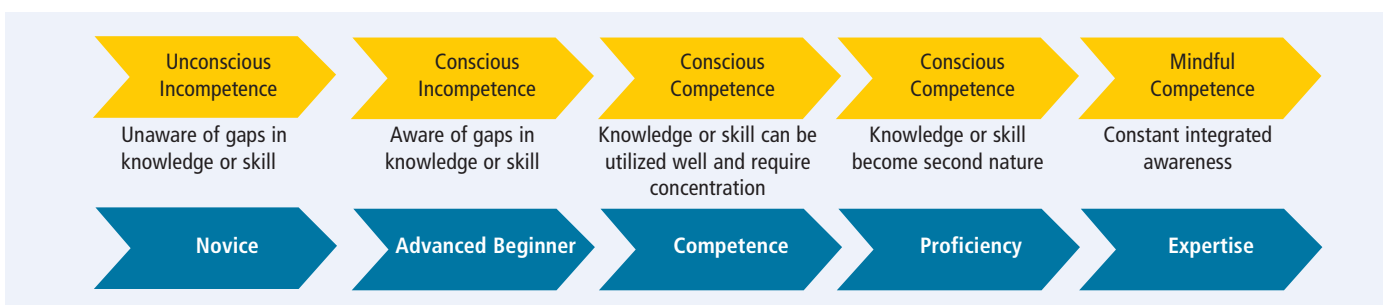 Unconscious
Incompetence
Conscious
Incompetence
Conscious
Competence
Conscious
Competence
Mindful
Competence
Unaware of gaps in
knowledge or skill
Aware of gaps in
knowledge or skill
Knowledge or skill can be
utilized well and require
concentration
Knowledge or skill
become second nature
Constant integrated
awareness
Novice
Advanced Beginner
Competence
Proficiency
Expertise